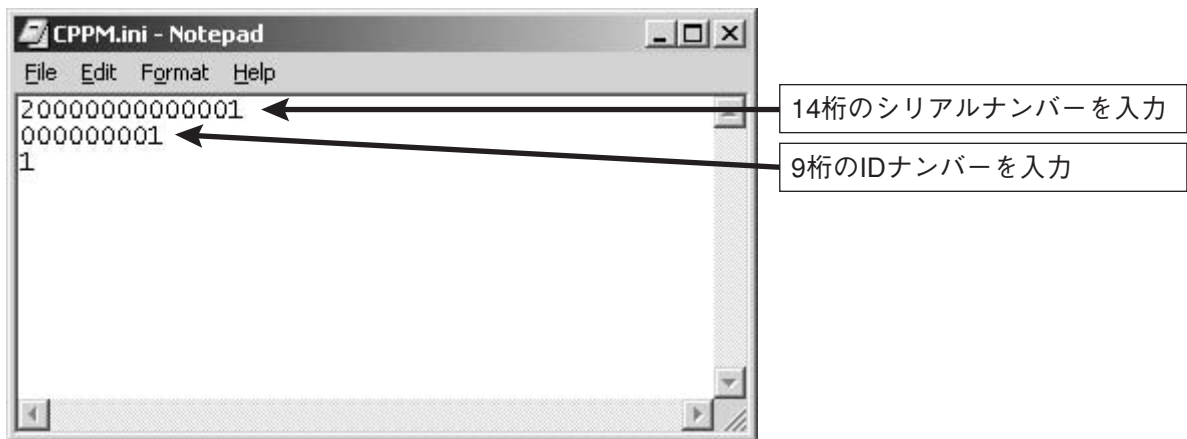 CPPM.ini - Notepad
File Edit Format Help
20000000000001
000000001
1
14桁のシリアルナンバーを入力
9桁のIDナンバーを入力